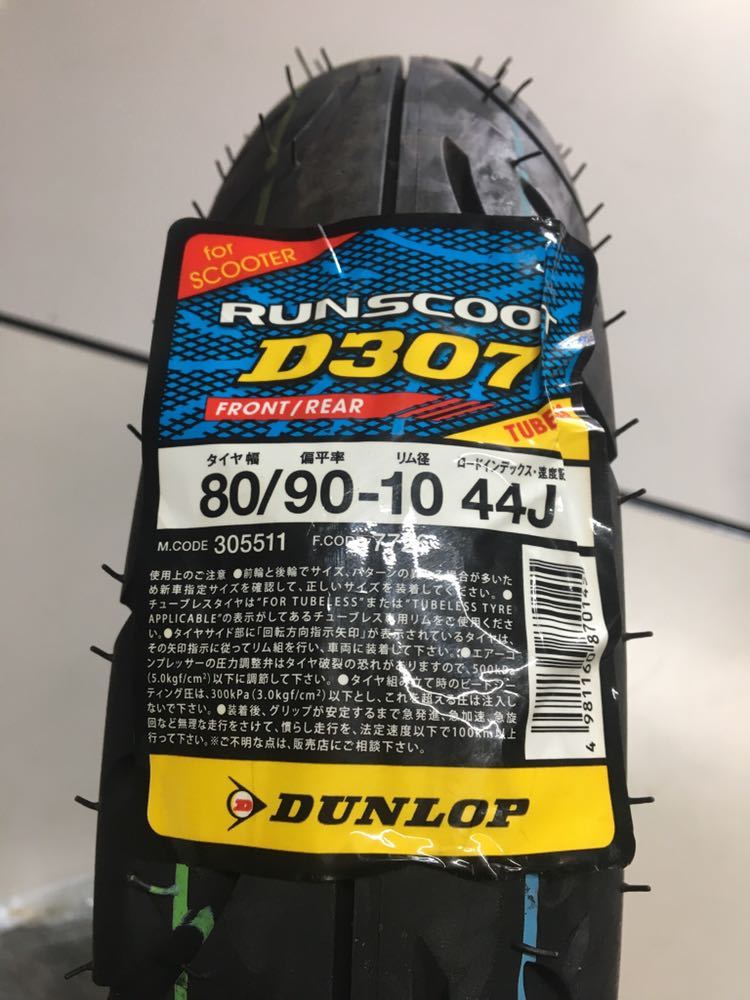 for
SCOOTER
RUNSCOOT
D307
FRONT/REAR
タイヤ幅 偏平率 リム径 ロードインデックス・速度
80/90-10 44J
M.CODE 305511 F.CODE
使用上のご注意 ●前輪と後輪でサイズ、パターンの異なる場合が多いた
め新車指定サイズを確認して、正しいサイズを装着してください。●
チューブレスタイヤは"FOR TUBELESS"または"TUBELESS TYRE
APPLICABLE"の表示がしてあるチューブレス専用リムをご使用くださ
い。●タイヤサイド部に「回転方向指示矢印」が表示されているタイヤは、
その矢印指示に従ってリム組を行い、車両に装着して下さい。●エアーコ
ンプレッサーの圧力調整弁はタイヤ破裂の恐れがありますので、500kPa
(5.0kgf/cm²)以下に調節して下さい。●タイヤ組み立て時のビードシー
ティング圧は、300kPa(3.0kgf/cm²)以下とし、これを超える圧は注入し
ないで下さい。●装着後、グリップが安定するまで急発進、急加速、急旋
回など無理な走行をさけて、慣らし走行を、法定速度以下で100km以上
行って下さい。※ご不明な点は、販売店にご相談下さい。
D DUNLOP